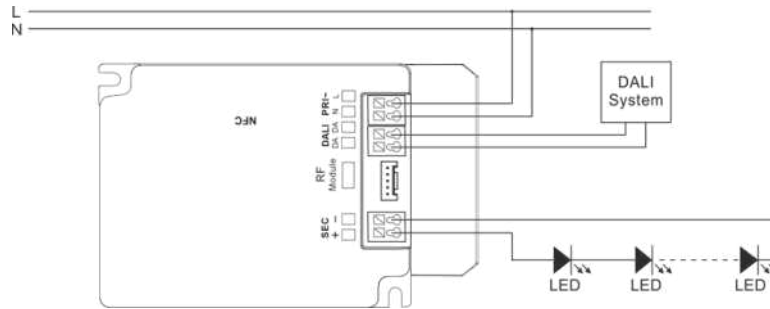 L
N
NFC
PRI~
L
N
DALI
DA
DA
RF
Module
SEC
−
+
DALI
System
LED
LED
LED